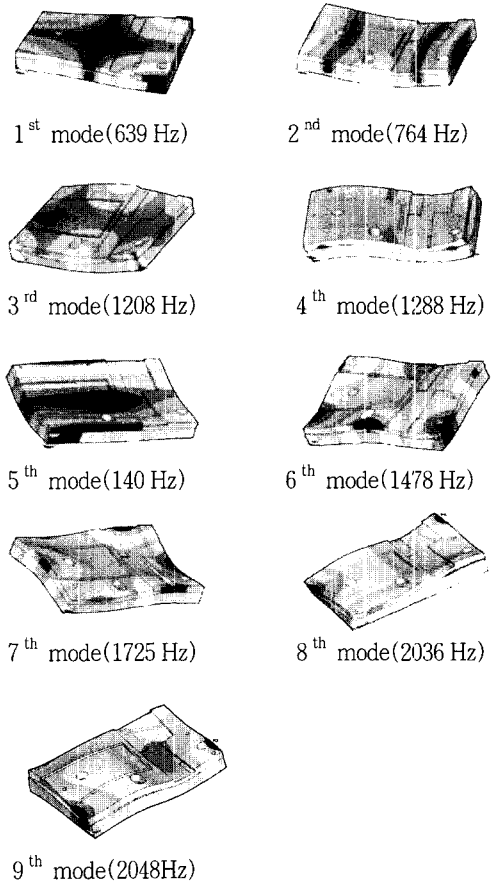 1st mode(639 Hz)
2nd mode(764 Hz)
3rd mode(1208 Hz)
4th mode(1288 Hz)
5th mode(140 Hz)
6th mode(1478 Hz)
7th mode(1725 Hz)
8th mode(2036 Hz)
9th mode(2048Hz)